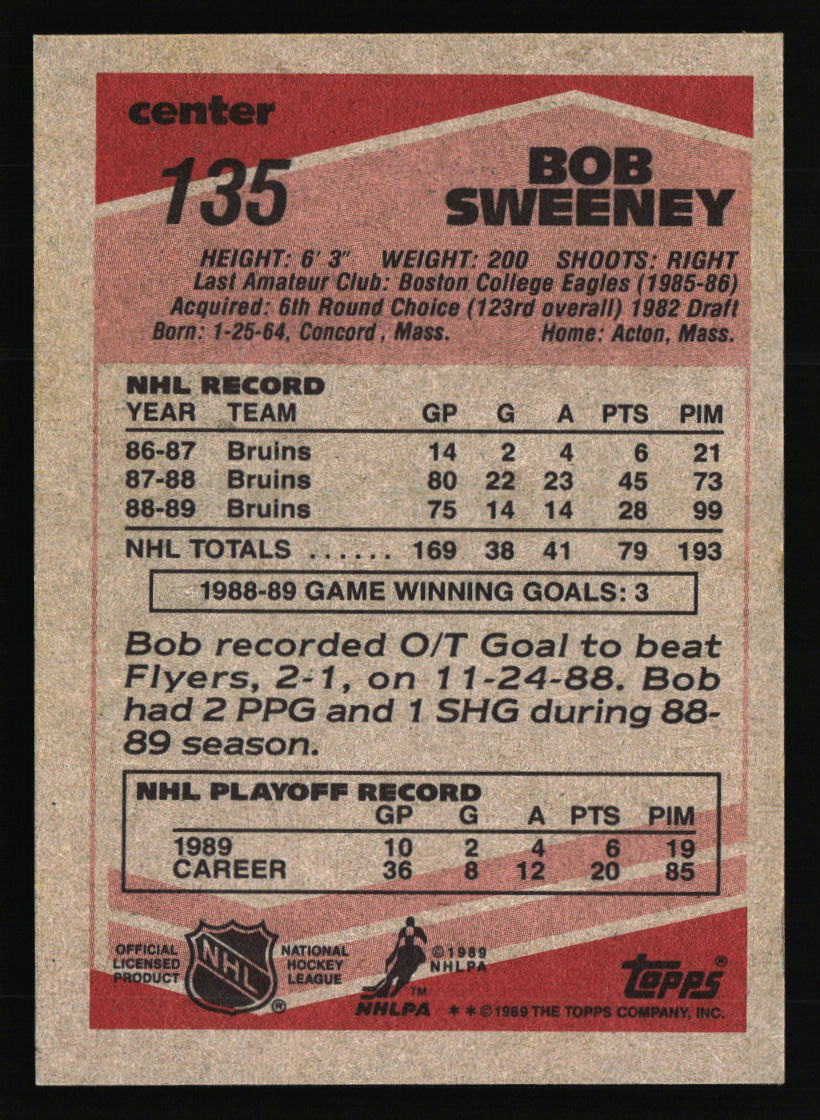 center
135
BOB
SWEENEY
HEIGHT: 6' 3" WEIGHT: 200 SHOOTS: RIGHT
Last Amateur Club: Boston College Eagles (1985-86)
Acquired: 6th Round Choice (123rd overall) 1982 Draft
Born: 1-25-64, Concord, Mass. Home: Acton, Mass.
NHL RECORD
YEAR TEAM GP G A PTS PIM
86-87 Bruins 14 2 4 6 21
87-88 Bruins 80 22 23 45 73
88-89 Bruins 75 14 14 28 99
NHL TOTALS ...... 169 38 41 79 193
1988-89 GAME WINNING GOALS: 3
Bob recorded O/T Goal to beat
Flyers, 2-1, on 11-24-88. Bob
had 2 PPG and 1 SHG during 88-
89 season.
NHL PLAYOFF RECORD
GP G A PTS PIM
1989 10 2 4 6 19
CAREER 36 8 12 20 85
OFFICIAL
LICENSED
PRODUCT
NHL
®
NATIONAL
HOCKEY
LEAGUE
©1989
NHLPA
TM
NHLPA
topps®
**©1989 THE TOPPS COMPANY, INC.